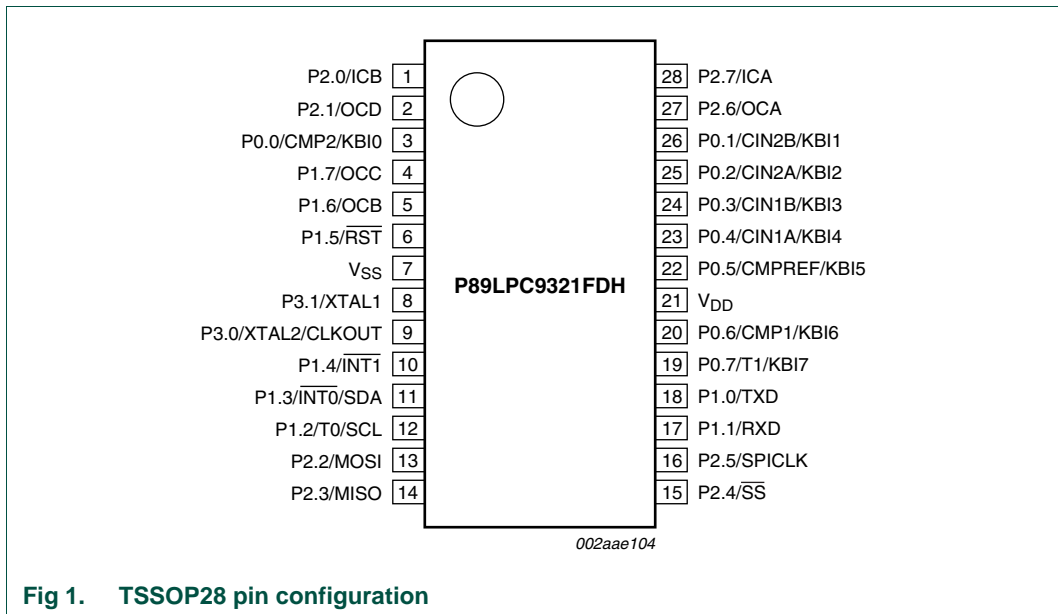 P2.0/ICB 1 28 P2.7/ICA
P2.1/OCD 2 27 P2.6/OCA
P0.0/CMP2/KBI0 3 26 P0.1/CIN2B/KBI1
P1.7/OCC 4 25 P0.2/CIN2A/KBI2
P1.6/OCB 5 24 P0.3/CIN1B/KBI3
P1.5/R̅S̅T̅ 6 23 P0.4/CIN1A/KBI4
VSS 7 22 P0.5/CMPREF/KBI5
P89LPC9321FDH
P3.1/XTAL1 8 21 VDD
P3.0/XTAL2/CLKOUT 9 20 P0.6/CMP1/KBI6
P1.4/I̅N̅T̅1̅ 10 19 P0.7/T1/KBI7
P1.3/I̅N̅T̅0̅/SDA 11 18 P1.0/TXD
P1.2/T0/SCL 12 17 P1.1/RXD
P2.2/MOSI 13 16 P2.5/SPICLK
P2.3/MISO 14 15 P2.4/S̅S̅
002aae104
Fig 1. TSSOP28 pin configuration